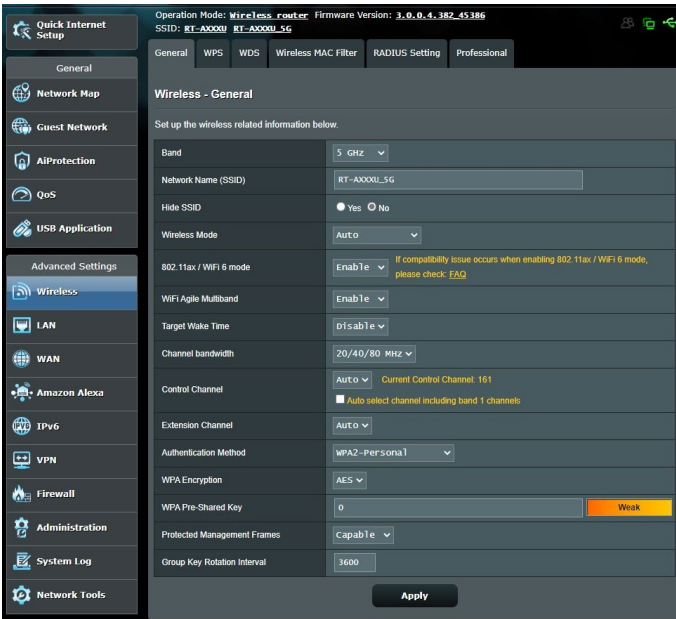 Quick Internet
Setup
General
Network Map
Guest Network
AiProtection
QoS
USB Application
Advanced Settings
Wireless
LAN
WAN
Amazon Alexa
IPv6
VPN
Firewall
Administration
System Log
Network Tools
Operation Mode: Wireless router Firmware Version: 3.0.0.4.382_45386
SSID: RT-AXXXU RT-AXXXU_5G
General WPS WDS Wireless MAC Filter RADIUS Setting Professional
Wireless - General
Set up the wireless related information below.
Band 5 GHz
Network Name (SSID) RT-AXXXU_5G
Hide SSID Yes No
Wireless Mode Auto
802.11ax / WiFi 6 mode Enable If compatibility issue occurs when enabling 802.11ax / WiFi 6 mode,
please check: FAQ
WiFi Agile Multiband Enable
Target Wake Time Disable
Channel bandwidth 20/40/80 MHz
Control Channel Auto Current Control Channel: 161
Auto select channel including band 1 channels
Extension Channel Auto
Authentication Method WPA2-Personal
WPA Encryption AES
WPA Pre-Shared Key 0 Weak
Protected Management Frames Capable
Group Key Rotation Interval 3600
Apply